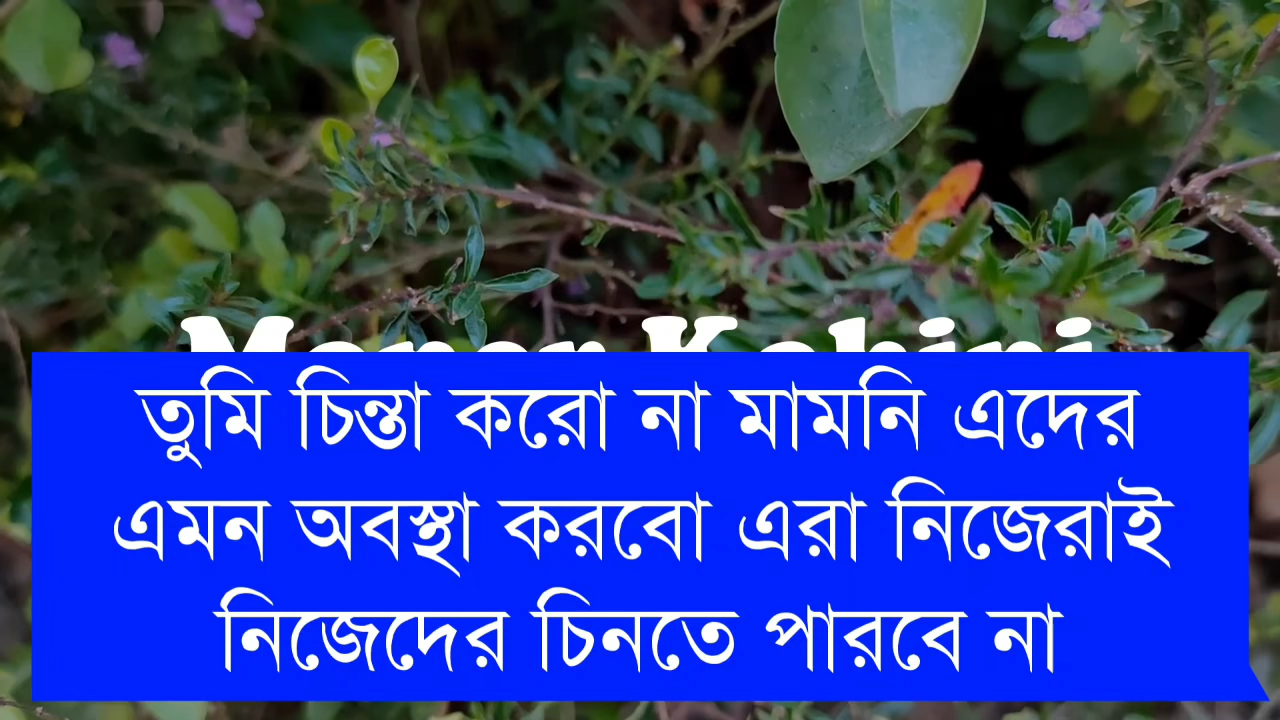 তুমি চিন্তা করো না মামনি এদের
এমন অবস্থা করবো এরা নিজেরাই
নিজেদের চিনতে পারবে না